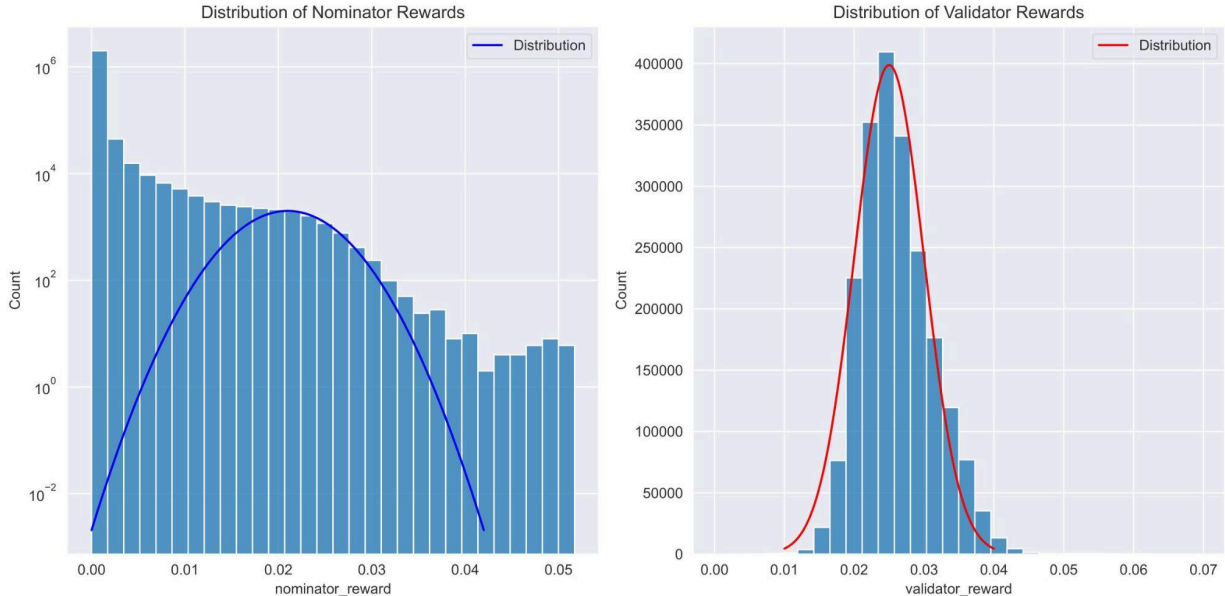 Distribution of Nominator Rewards
Distribution
10^6
10^4
10^2
10^0
10^−2
Count
0.00 0.01 0.02 0.03 0.04 0.05
nominator_reward
Distribution of Validator Rewards
Distribution
400000
350000
300000
250000
200000
150000
100000
50000
0
Count
0.00 0.01 0.02 0.03 0.04 0.05 0.06 0.07
validator_reward